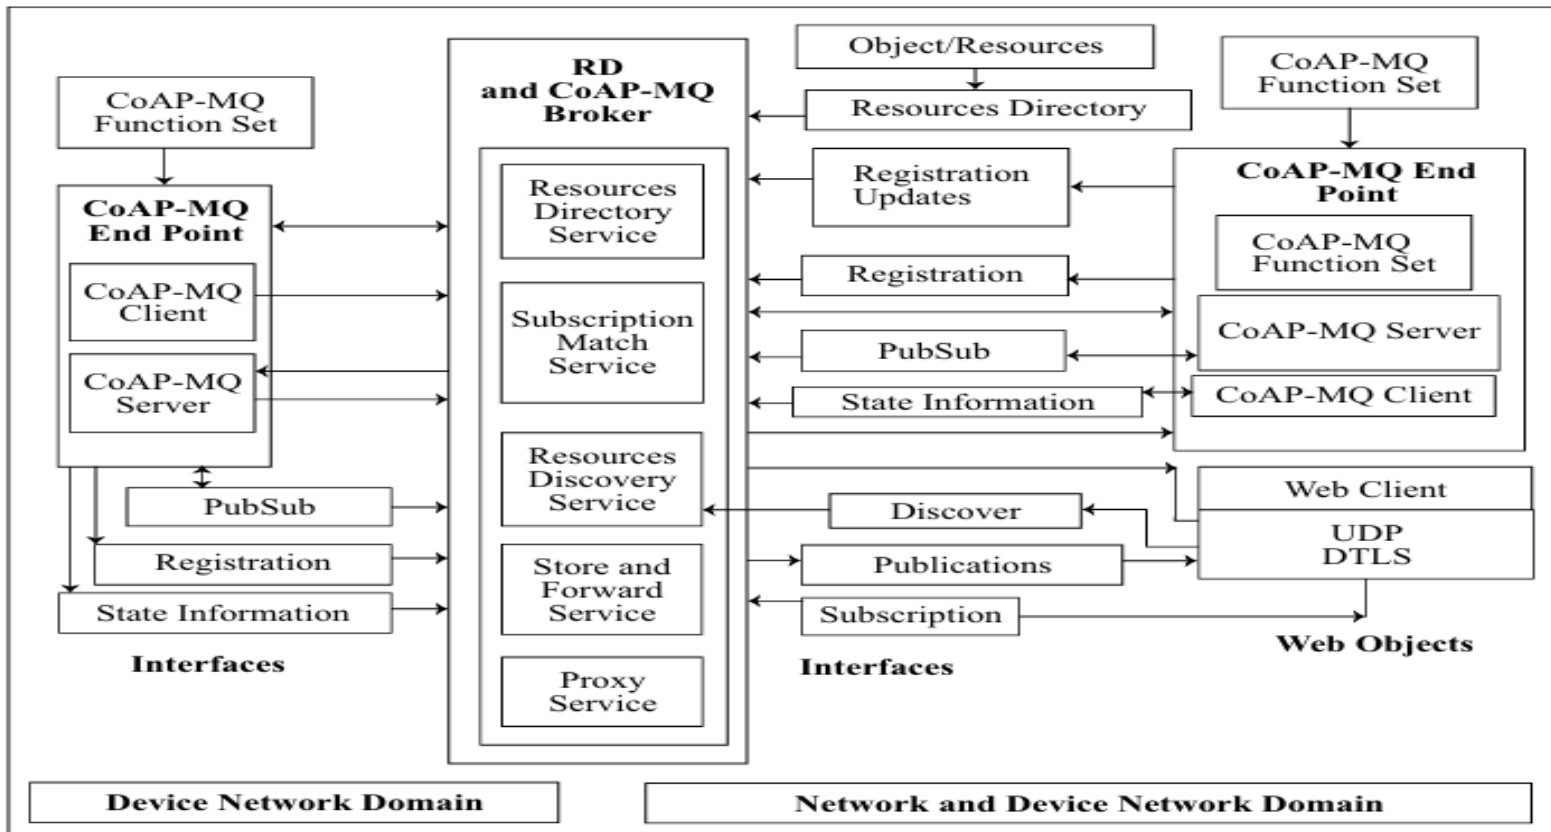 CoAP-MQ
Function Set
CoAP-MQ
End Point
CoAP-MQ
Client
CoAP-MQ
Server
PubSub
Registration
State Information
Interfaces
RD
and CoAP-MQ
Broker
Resources
Directory
Service
Subscription
Match
Service
Resources
Discovery
Service
Store and
Forward
Service
Proxy
Service
Object/Resources
Resources Directory
Registration
Updates
Registration
PubSub
State Information
Discover
Publications
Subscription
Interfaces
CoAP-MQ
Function Set
CoAP-MQ End
Point
CoAP-MQ
Function Set
CoAP-MQ Server
CoAP-MQ Client
Web Client
UDP
DTLS
Web Objects
Device Network Domain
Network and Device Network Domain